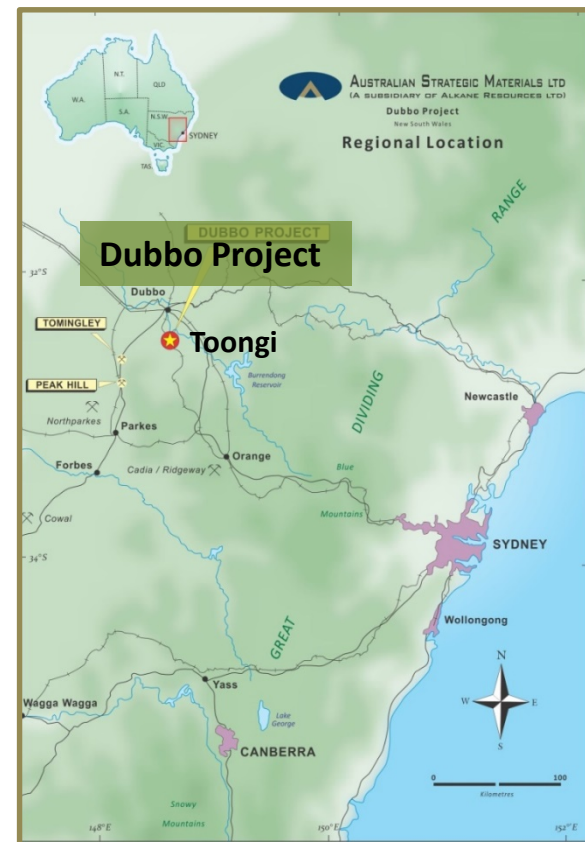 AUSTRALIAN STRATEGIC MATERIALS LTD
(A SUBSIDIARY OF ALKANE RESOURCES LTD)
Dubbo Project
New South Wales
Regional Location
N.T.
QLD
W.A.
S.A.
N.S.W.
SYDNEY
VIC.
TAS.
RANGE
DUBBO PROJECT
Dubbo Project
32°S
Dubbo
TOMINGLEY
Toongi
PEAK HILL
Burrendong
Reservoir
DIVIDING
Newcastle
Northparkes
Parkes
Orange
Forbes
Cadia / Ridgeway
Blue
Mountains
Cowal
SYDNEY
34°S
Wollongong
GREAT
Yass
N
W
E
S
Wagga Wagga
Lake
George
CANBERRA
0
100
Kilometres
Snowy
Mountains
148°E
150°E
152°E